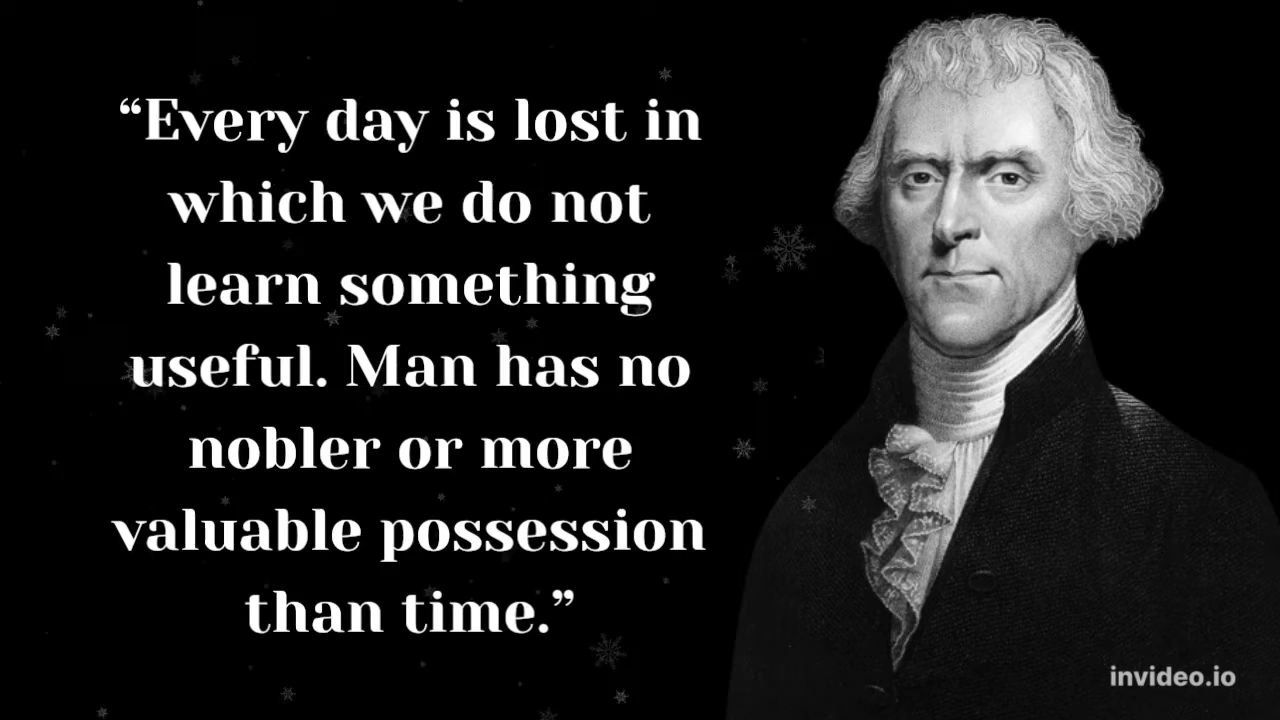 “Every day is lost in
which we do not
learn something
useful. Man has no
nobler or more
valuable possession
than time.”
invideo.io